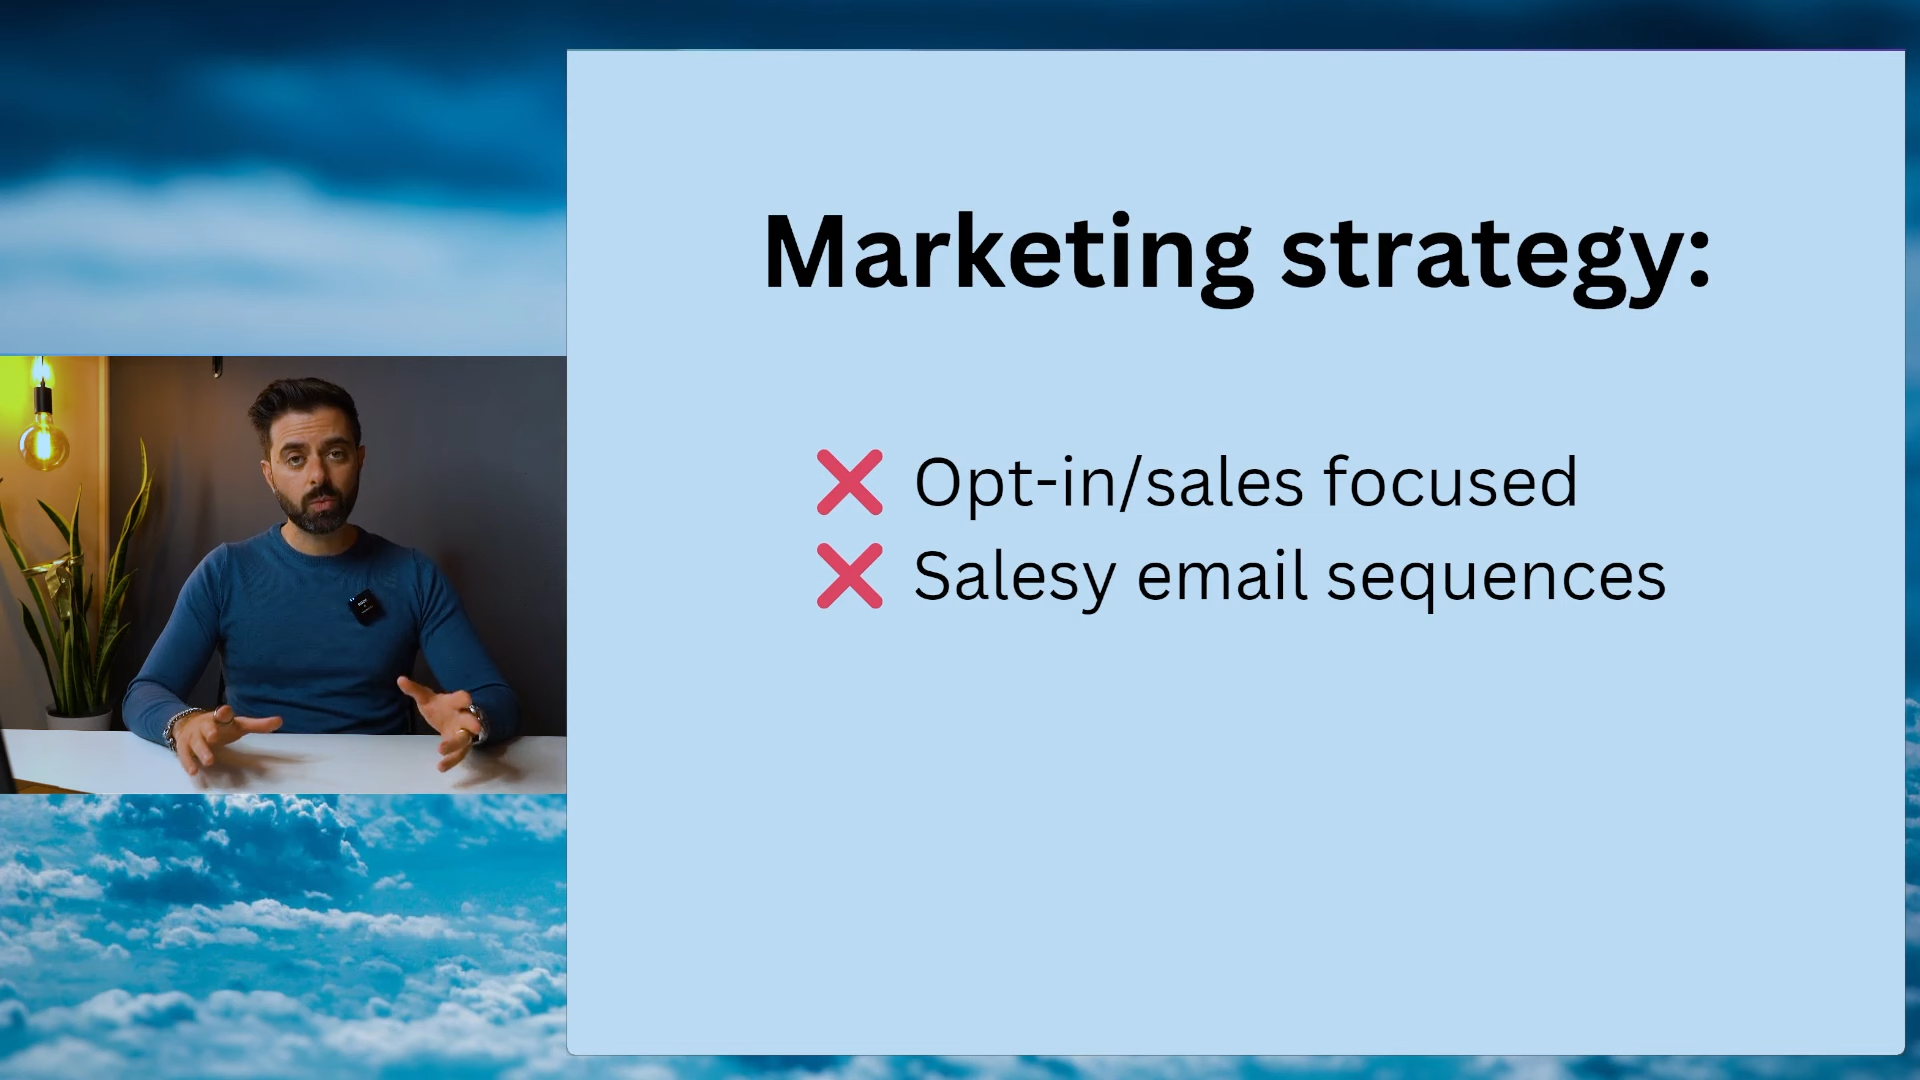 Marketing strategy:
❌ Opt-in/sales focused
❌ Salesy email sequences